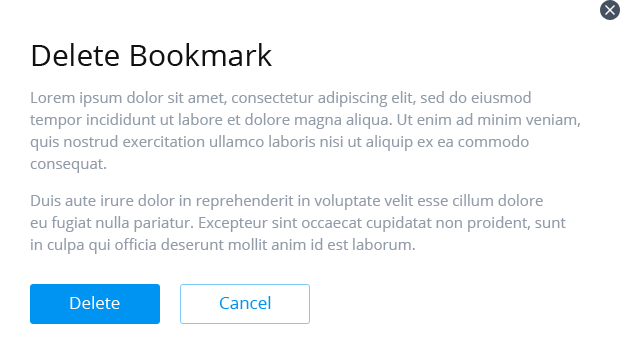 Delete Bookmark
Lorem ipsum dolor sit amet, consectetur adipiscing elit, sed do eiusmod
tempor incididunt ut labore et dolore magna aliqua. Ut enim ad minim veniam,
quis nostrud exercitation ullamco laboris nisi ut aliquip ex ea commodo
consequat.
Duis aute irure dolor in reprehenderit in voluptate velit esse cillum dolore
eu fugiat nulla pariatur. Excepteur sint occaecat cupidatat non proident, sunt
in culpa qui officia deserunt mollit anim id est laborum.
Delete
Cancel